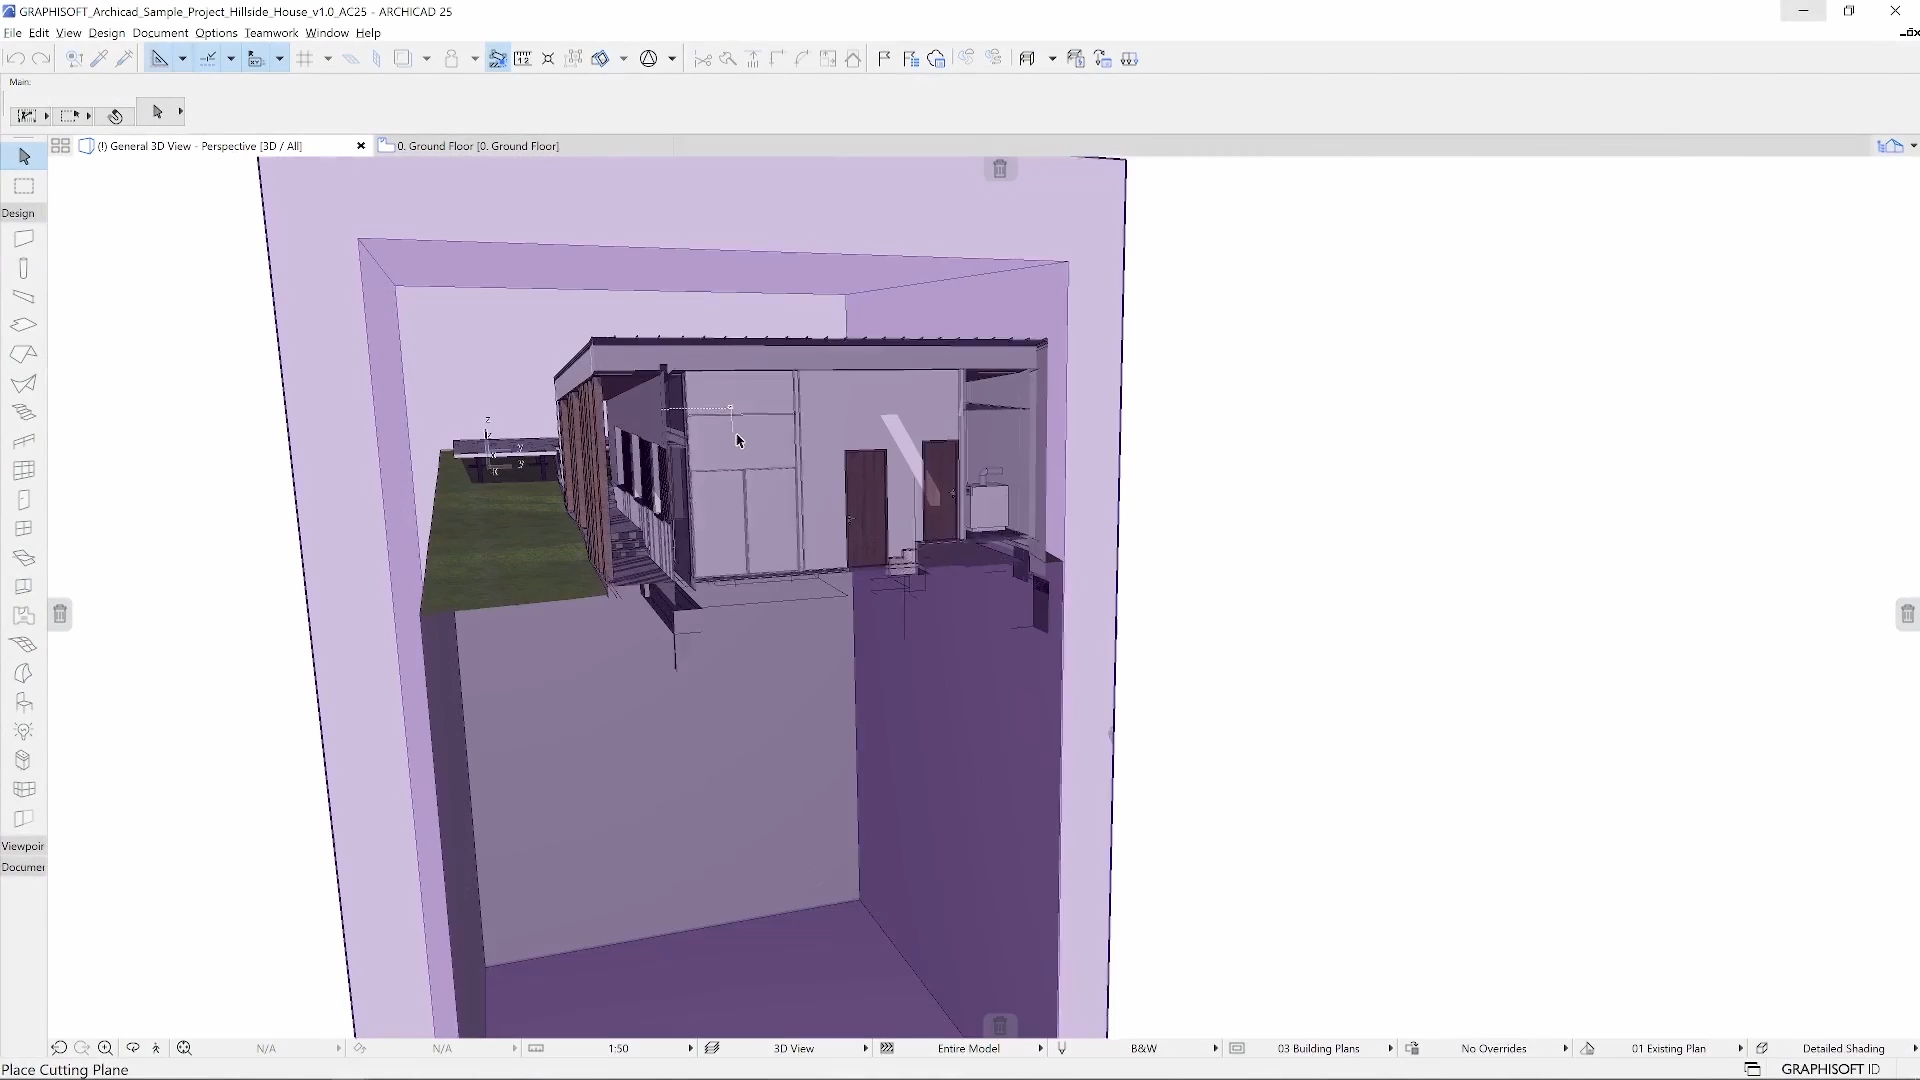 GRAPHISOFT_Archicad_Sample_Project_Hillside_House_v1.0_AC25 - ARCHICAD 25
File Edit View Design Document Options Teamwork Window Help
Main:
(!) General 3D View - Perspective [3D / All]
0. Ground Floor [0. Ground Floor]
Design
z
Viewpoir
Documer
N/A
N/A
1:50
3D View
Entire Model
B&W
03 Building Plans
No Overrides
01 Existing Plan
Detailed Shading
Place Cutting Plane
GRAPHISOFT ID